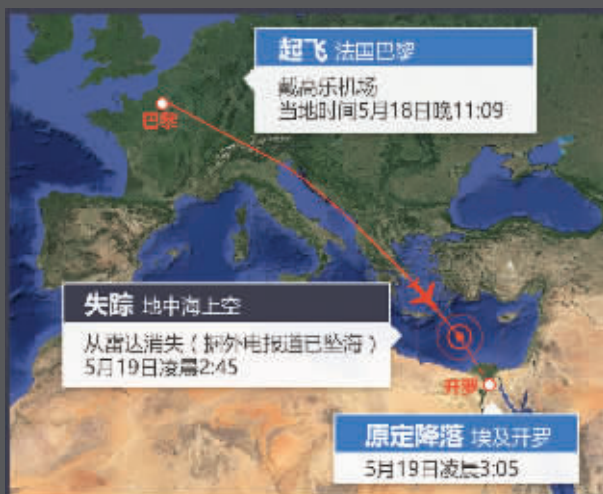 起飞 法国巴黎
戴高乐机场
当地时间5月18日晚11:09
巴黎
失踪 地中海上空
从雷达消失（据外电报道已坠海）
5月19日凌晨2:45
开罗
原定降落 埃及开罗
5月19日凌晨3:05